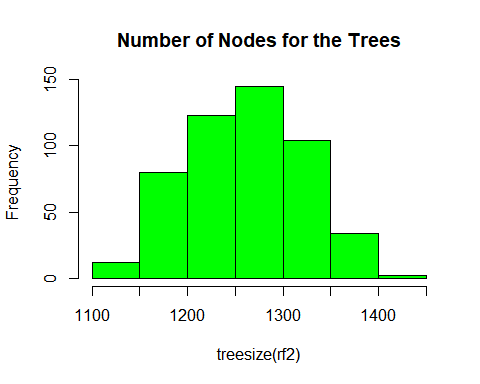 Number of Nodes for the Trees
Frequency
150
100
50
0
1100 1200 1300 1400
treesize(rf2)